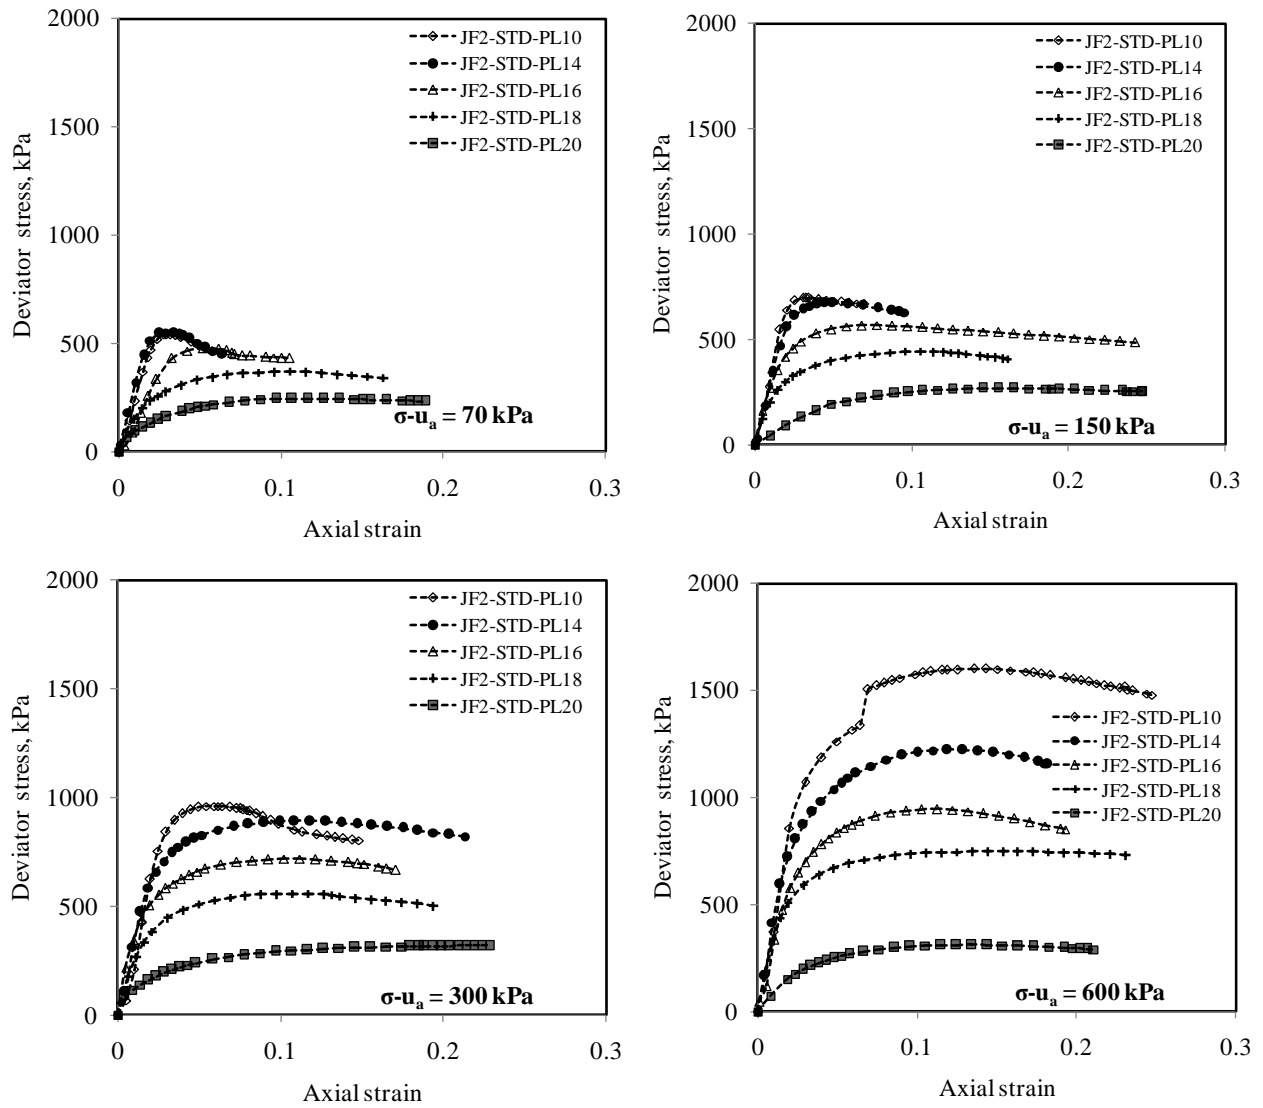 2000
1500
1000
500
0
Deviator stress, kPa
JF2-STD-PL10
JF2-STD-PL14
JF2-STD-PL16
JF2-STD-PL18
JF2-STD-PL20
σ-uₐ = 70 kPa
0 0.1 0.2 0.3
Axial strain
2000
1500
1000
500
0
Deviator stress, kPa
JF2-STD-PL10
JF2-STD-PL14
JF2-STD-PL16
JF2-STD-PL18
JF2-STD-PL20
σ-uₐ = 150 kPa
0 0.1 0.2 0.3
Axial strain
2000
1500
1000
500
0
Deviator stress, kPa
JF2-STD-PL10
JF2-STD-PL14
JF2-STD-PL16
JF2-STD-PL18
JF2-STD-PL20
σ-uₐ = 300 kPa
0 0.1 0.2 0.3
Axial strain
2000
1500
1000
500
0
Deviator stress, kPa
JF2-STD-PL10
JF2-STD-PL14
JF2-STD-PL16
JF2-STD-PL18
JF2-STD-PL20
σ-uₐ = 600 kPa
0 0.1 0.2 0.3
Axial strain